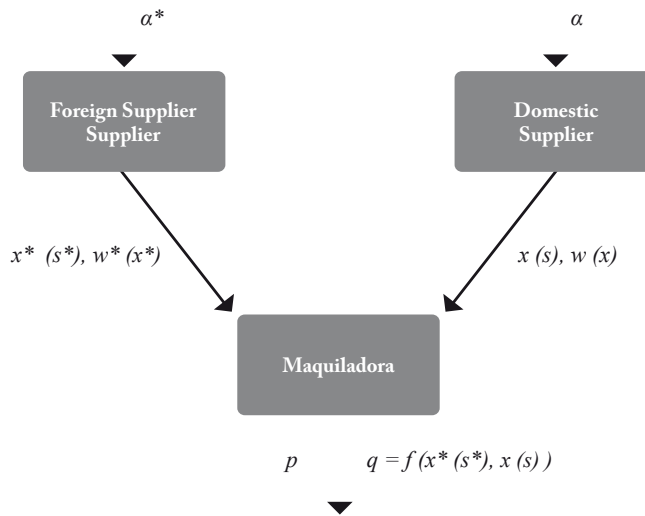 α* α
Foreign Supplier
Supplier
Domestic
Supplier
x* (s*), w* (x*) x (s), w (x)
Maquiladora
p q = f (x* (s*), x (s) )